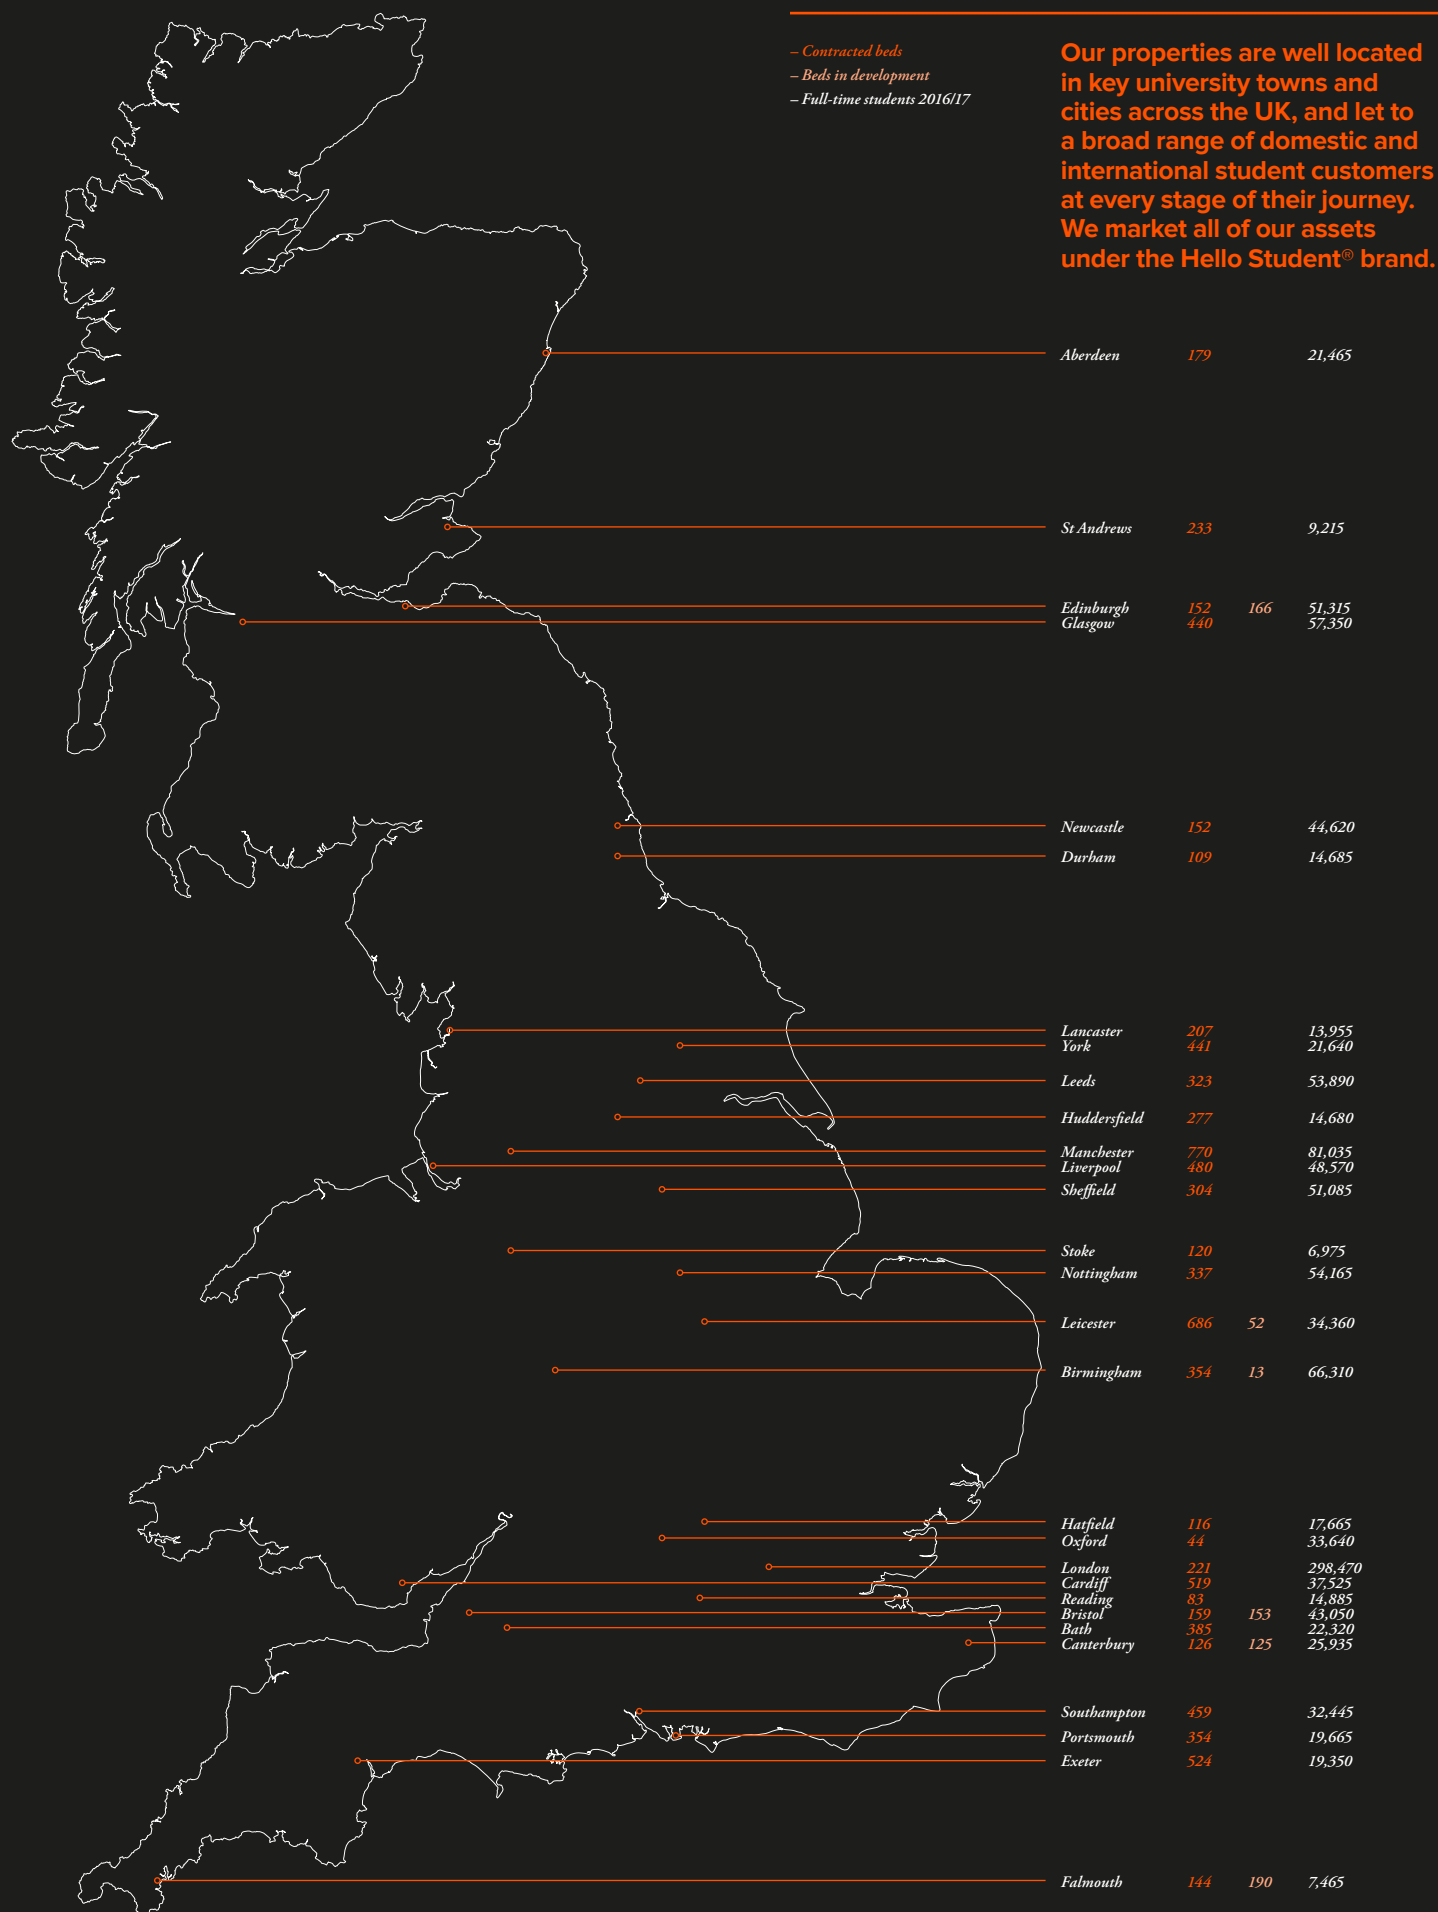 – Contracted beds
– Beds in development
– Full-time students 2016/17
Our properties are well located
in key university towns and
cities across the UK, and let to
a broad range of domestic and
international student customers
at every stage of their journey.
We market all of our assets
under the Hello Student® brand.
Aberdeen 179 21,465
St Andrews 233 9,215
Edinburgh 152 166 51,315
Glasgow 440 57,350
Newcastle 152 44,620
Durham 109 14,685
Lancaster 207 13,955
York 441 21,640
Leeds 323 53,890
Huddersfield 277 14,680
Manchester 770 81,035
Liverpool 480 48,570
Sheffield 304 51,085
Stoke 120 6,975
Nottingham 337 54,165
Leicester 686 52 34,360
Birmingham 354 13 66,310
Hatfield 116 17,665
Oxford 44 33,640
London 221 298,470
Cardiff 519 37,525
Reading 83 14,885
Bristol 159 153 43,050
Bath 385 22,320
Canterbury 126 125 25,935
Southampton 459 32,445
Portsmouth 354 19,665
Exeter 524 19,350
Falmouth 144 190 7,465